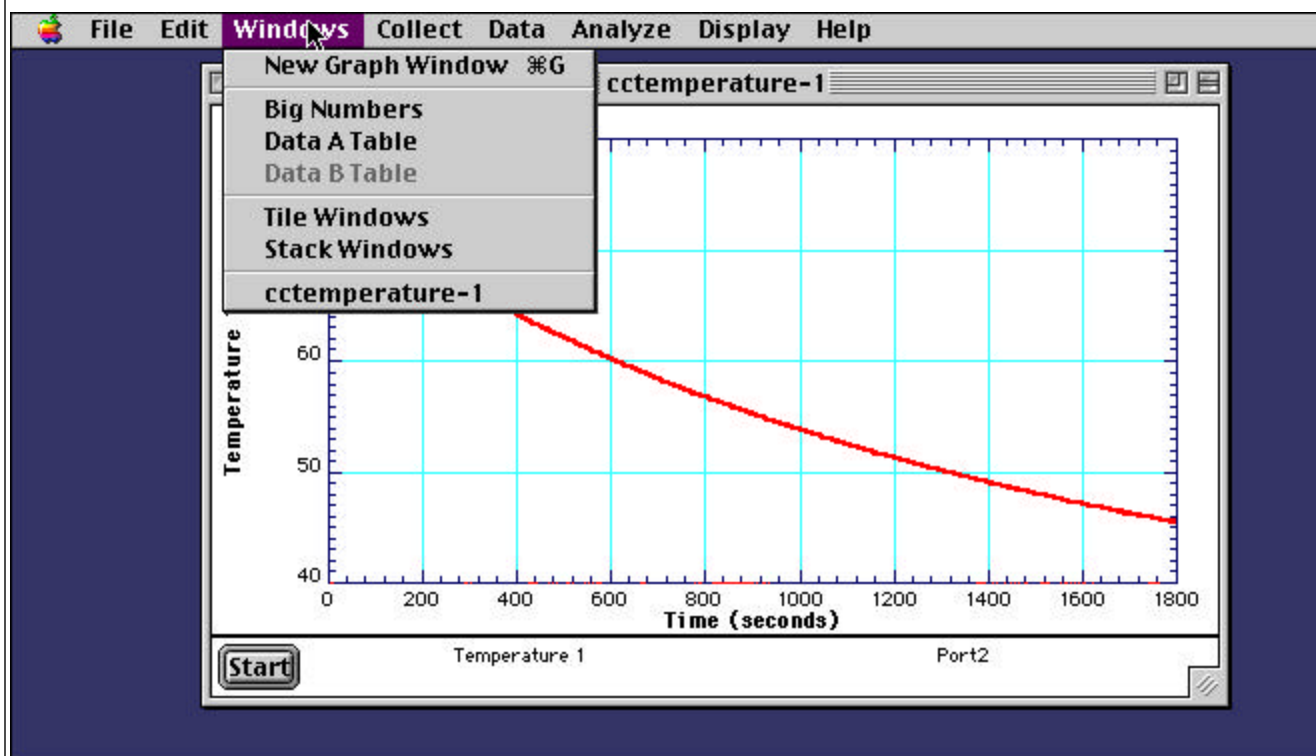 File Edit Windows Collect Data Analyze Display Help
New Graph Window ⌘G
Big Numbers
Data A Table
Data B Table
Tile Windows
Stack Windows
cctemperature-1
cctemperature-1
Temperature
60
50
40
0 200 400 600 800 1000 1200 1400 1600 1800
Time (seconds)
Start
Temperature 1
Port2